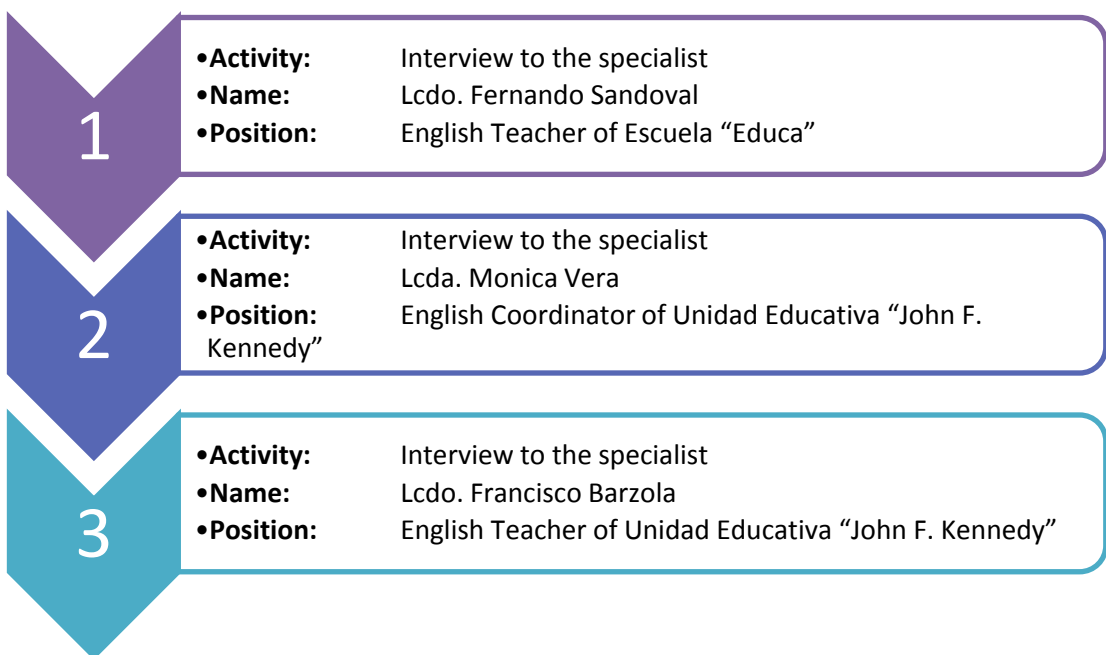 1
•Activity: Interview to the specialist
•Name: Lcdo. Fernando Sandoval
•Position: English Teacher of Escuela “Educa”
2
•Activity: Interview to the specialist
•Name: Lcda. Monica Vera
•Position: English Coordinator of Unidad Educativa “John F.
Kennedy”
3
•Activity: Interview to the specialist
•Name: Lcdo. Francisco Barzola
•Position: English Teacher of Unidad Educativa “John F. Kennedy”